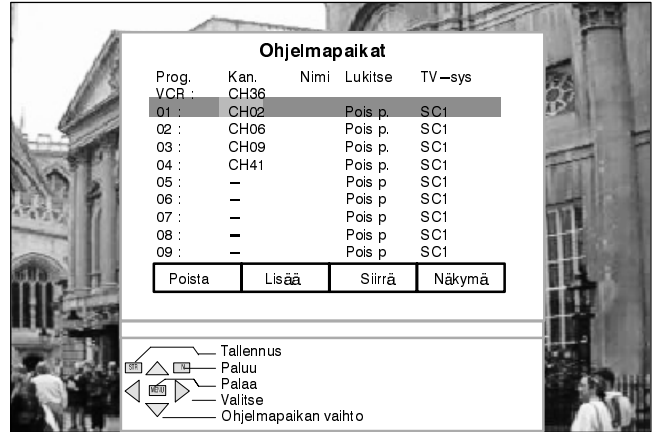 Ohjelmapaikat
Prog. Kan. Nimi Lukitse TV-sys
VCR : CH36
01 : CH02 Pois p. SC1
02 : CH06 Pois p. SC1
03 : CH09 Pois p. SC1
04 : CH41 Pois p. SC1
05 : – Pois p SC1
06 : – Pois p SC1
07 : – Pois p SC1
08 : – Pois p SC1
09 : – Pois p SC1
Poista Lisää Siirrä Näkymä
Tallennus
STR N Paluu
Palaa
MENU
Valitse
Ohjelmapaikan vaihto